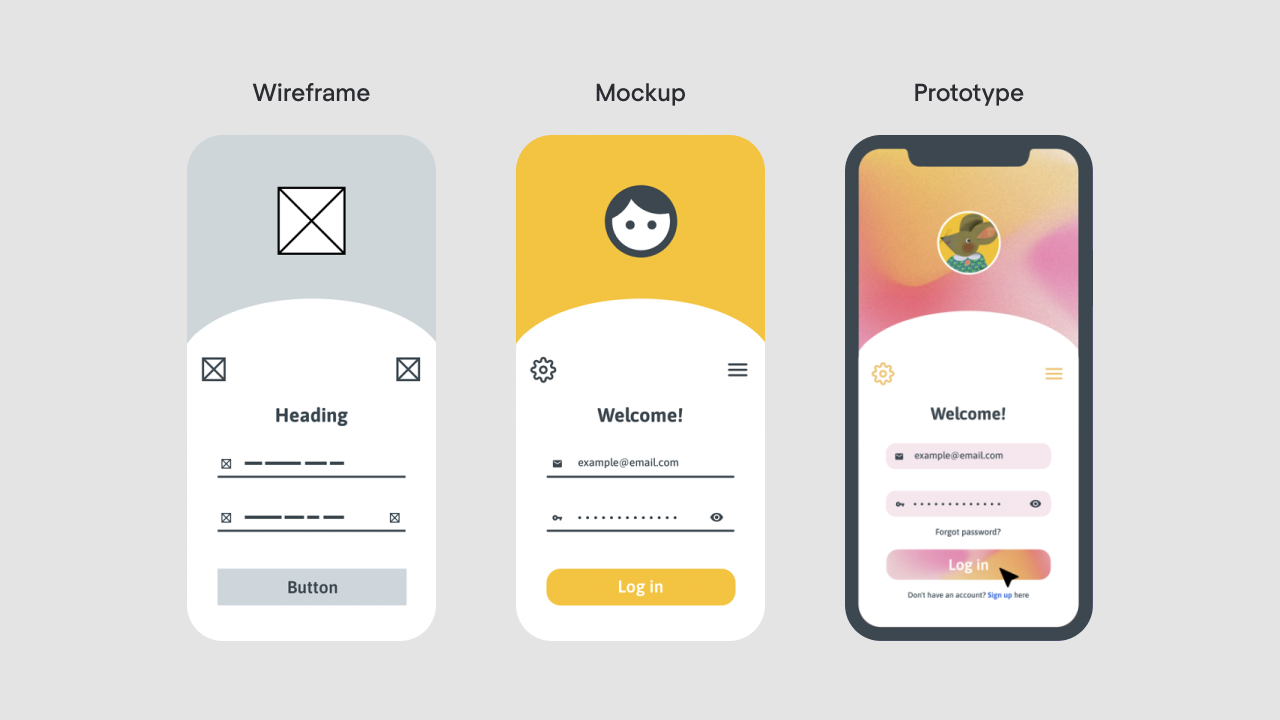 Wireframe
Heading
Button
Mockup
Welcome!
example@email.com
Log in
Prototype
Welcome!
example@email.com
Forgot password?
Log in
Don't have an account? Sign up here